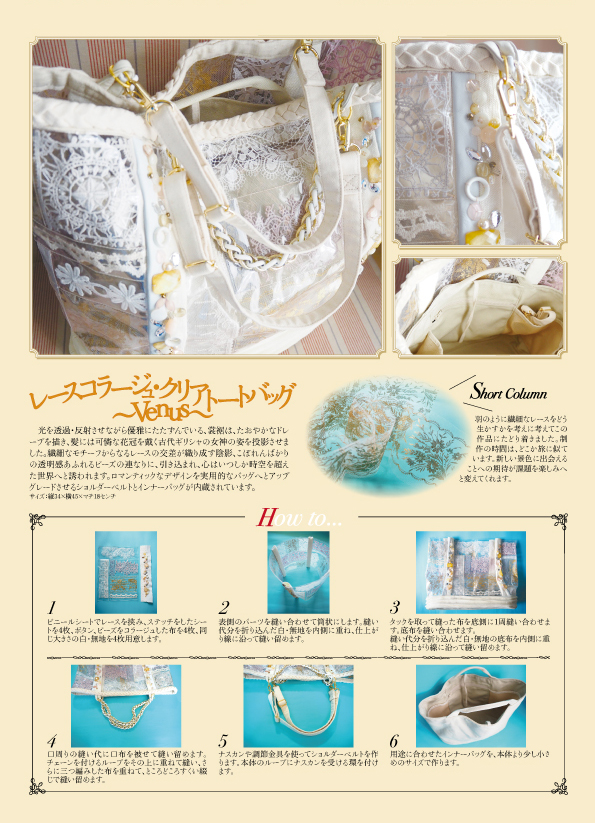 レースコラージュ・クリアトートバッグ
～Venus～
光を透過・反射させながら優雅にたたずんでいる、裳裾は、たおやかなドレ
ープを描き、髪には可憐な花冠を戴く古代ギリシャの女神の姿を投影させま
した。繊細なモチーフからなるレースの交差が織り成す陰影、こぼれんばかり
の透明感あふれるビーズの連なりに、引き込まれ、心はいつしか時空を超え
た世界へと誘われます。ロマンティックなデザインを実用的なバッグへとアップ
グレードさせるショルダーベルトとインナーバッグが内蔵されています。
サイズ:縦34×横45×マチ18センチ
Short Column
羽のように繊細なレースをどう
生かすかを考えに考えてこの
作品にたどり着きました。制
作の時間は、どこか旅に似て
います。新しい景色に出会える
ことへの期待が課題を楽しみへ
と変えてくれます。
How to...
1
ビニールシートでレースを挟み、ステッチをしたシー
トを4枚、ボタン、ビーズをコラージュした布を4枚、同
じ大きさの白・無地を4枚用意します。
2
表側のパーツを縫い合わせて筒状にします。縫い
代分を折り込んだ白・無地を内側に重ね、仕上が
り線に沿って縫い留めます。
3
タックを取って縫った布を底側に1周縫い合わせま
す。底布を縫い合わせます。
縫い代分を折り込んだ白・無地の底布を内側に重
ね、仕上がり線に沿って縫い留めます。
4
口周りの縫い代に口布を被せて縫い留めます。
チェーンを付けるループをその上に重ねて縫い、さ
らに三つ編みした布を重ねて、ところどころすくい綴
じで縫い留めます。
5
ナスカンや調節金具を使ってショルダーベルトを作
ります。本体のループにナスカンを受ける環を付け
ます。
6
用途に合わせたインナーバッグを、本体より少し小さ
めのサイズで作ります。